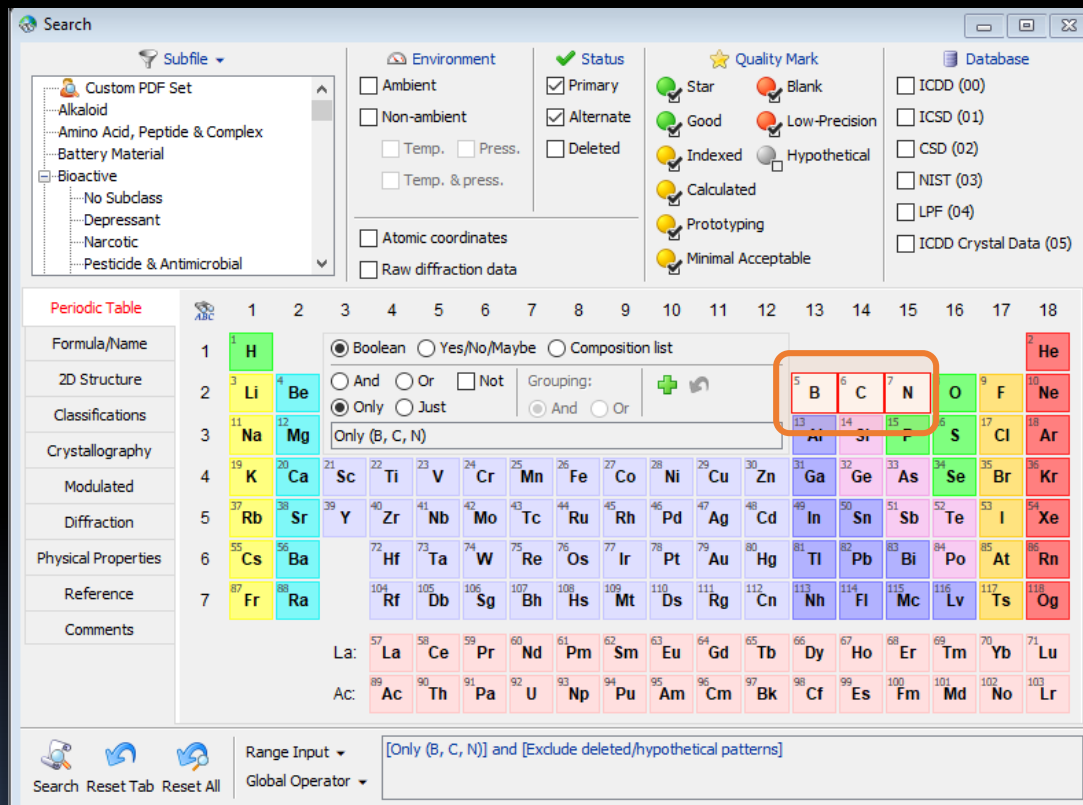 Search
Subfile
Custom PDF Set
Alkaloid
Amino Acid, Peptide & Complex
Battery Material
Bioactive
No Subclass
Depressant
Narcotic
Pesticide & Antimicrobial
Environment
Ambient
Non-ambient
Temp. Press.
Temp. & press.
Status
Primary
Alternate
Deleted
Atomic coordinates
Raw diffraction data
Quality Mark
Star Blank
Good Low-Precision
Indexed Hypothetical
Calculated
Prototyping
Minimal Acceptable
Database
ICDD (00)
ICSD (01)
CSD (02)
NIST (03)
LPF (04)
ICDD Crystal Data (05)
Periodic Table
Formula/Name
2D Structure
Classifications
Crystallography
Modulated
Diffraction
Physical Properties
Reference
Comments
ABC 1 2 3 4 5 6 7 8 9 10 11 12 13 14 15 16 17 18
Boolean Yes/No/Maybe Composition list
And Or Not Grouping:
Only Just And Or
Only (B, C, N)
1 1 H 2 He
2 3 Li 4 Be 5 B 6 C 7 N O 9 F 10 Ne
3 11 Na 12 Mg 13 Al 14 Si 15 P 16 S 17 Cl 18 Ar
4 19 K 20 Ca 21 Sc 22 Ti 23 V 24 Cr 25 Mn 26 Fe 27 Co 28 Ni 29 Cu 30 Zn 31 Ga 32 Ge 33 As 34 Se 35 Br 36 Kr
5 37 Rb 38 Sr 39 Y 40 Zr 41 Nb 42 Mo 43 Tc 44 Ru 45 Rh 46 Pd 47 Ag 48 Cd 49 In 50 Sn 51 Sb 52 Te 53 I 54 Xe
6 55 Cs 56 Ba 72 Hf 73 Ta 74 W 75 Re 76 Os 77 Ir 78 Pt 79 Au 80 Hg 81 Tl 82 Pb 83 Bi 84 Po 85 At 86 Rn
7 87 Fr 88 Ra 104 Rf 105 Db 106 Sg 107 Bh 108 Hs 109 Mt 110 Ds 111 Rg 112 Cn 113 Nh 114 Fl 115 Mc 116 Lv 117 Ts 118 Og
La: 57 La 58 Ce 59 Pr 60 Nd 61 Pm 62 Sm 63 Eu 64 Gd 65 Tb 66 Dy 67 Ho 68 Er 69 Tm 70 Yb 71 Lu
Ac: 89 Ac 90 Th 91 Pa 92 U 93 Np 94 Pu 95 Am 96 Cm 97 Bk 98 Cf 99 Es 100 Fm 101 Md 102 No 103 Lr
Search Reset Tab Reset All
Range Input
Global Operator
[Only (B, C, N)] and [Exclude deleted/hypothetical patterns]